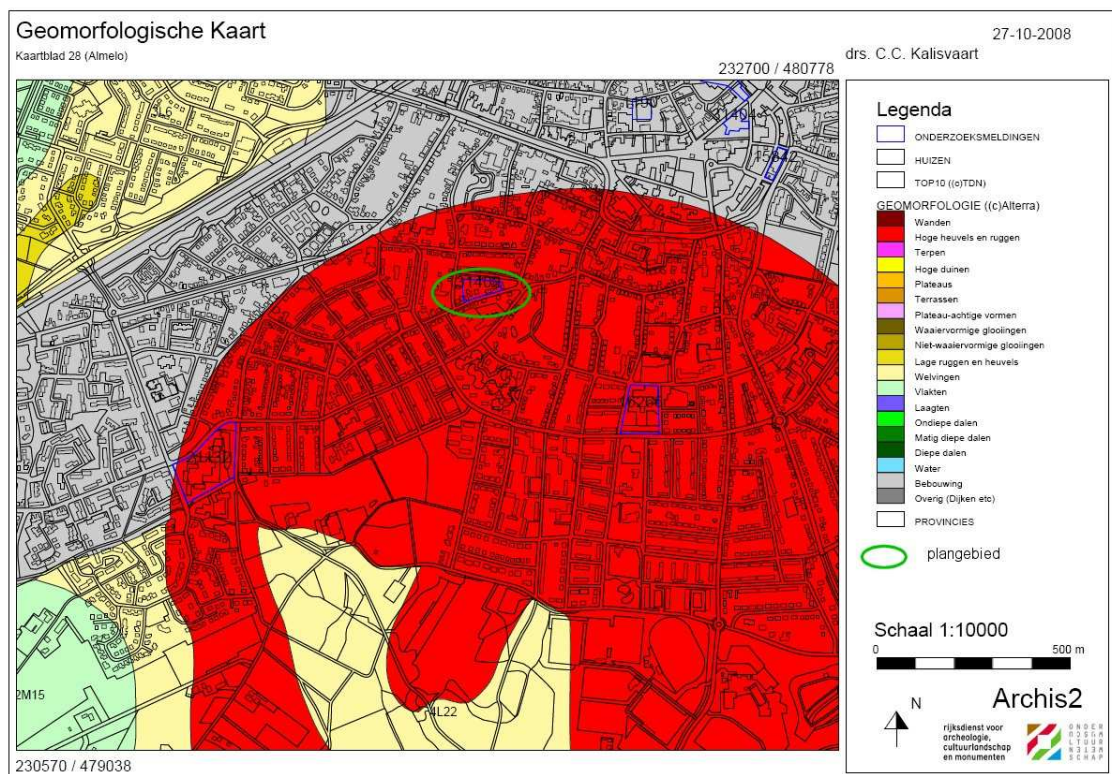 Geomorfologische Kaart
Kaartblad 28 (Almelo)
27-10-2008
drs. C.C. Kalisvaart
232700 / 480778
2M15
4L22
230570 / 479038
Legenda
ONDERZOEKSMELDINGEN
HUIZEN
TOP10 ((c)TDN)
GEOMORFOLOGIE ((c)Alterra)
Wanden
Hoge heuvels en ruggen
Terpen
Hoge duinen
Plateaus
Terrassen
Plateau-achtige vormen
Waaiervormige glooiingen
Niet-waaiervormige glooiingen
Lage ruggen en heuvels
Welvingen
Vlakten
Laagten
Ondiepe dalen
Matig diepe dalen
Diepe dalen
Water
Bebouwing
Overig (Dijken etc)
PROVINCIES
plangebied
Schaal 1:10000
0 500 m
N
Archis2
rijksdienst voor
archeologie,
cultuurlandschap
en monumenten